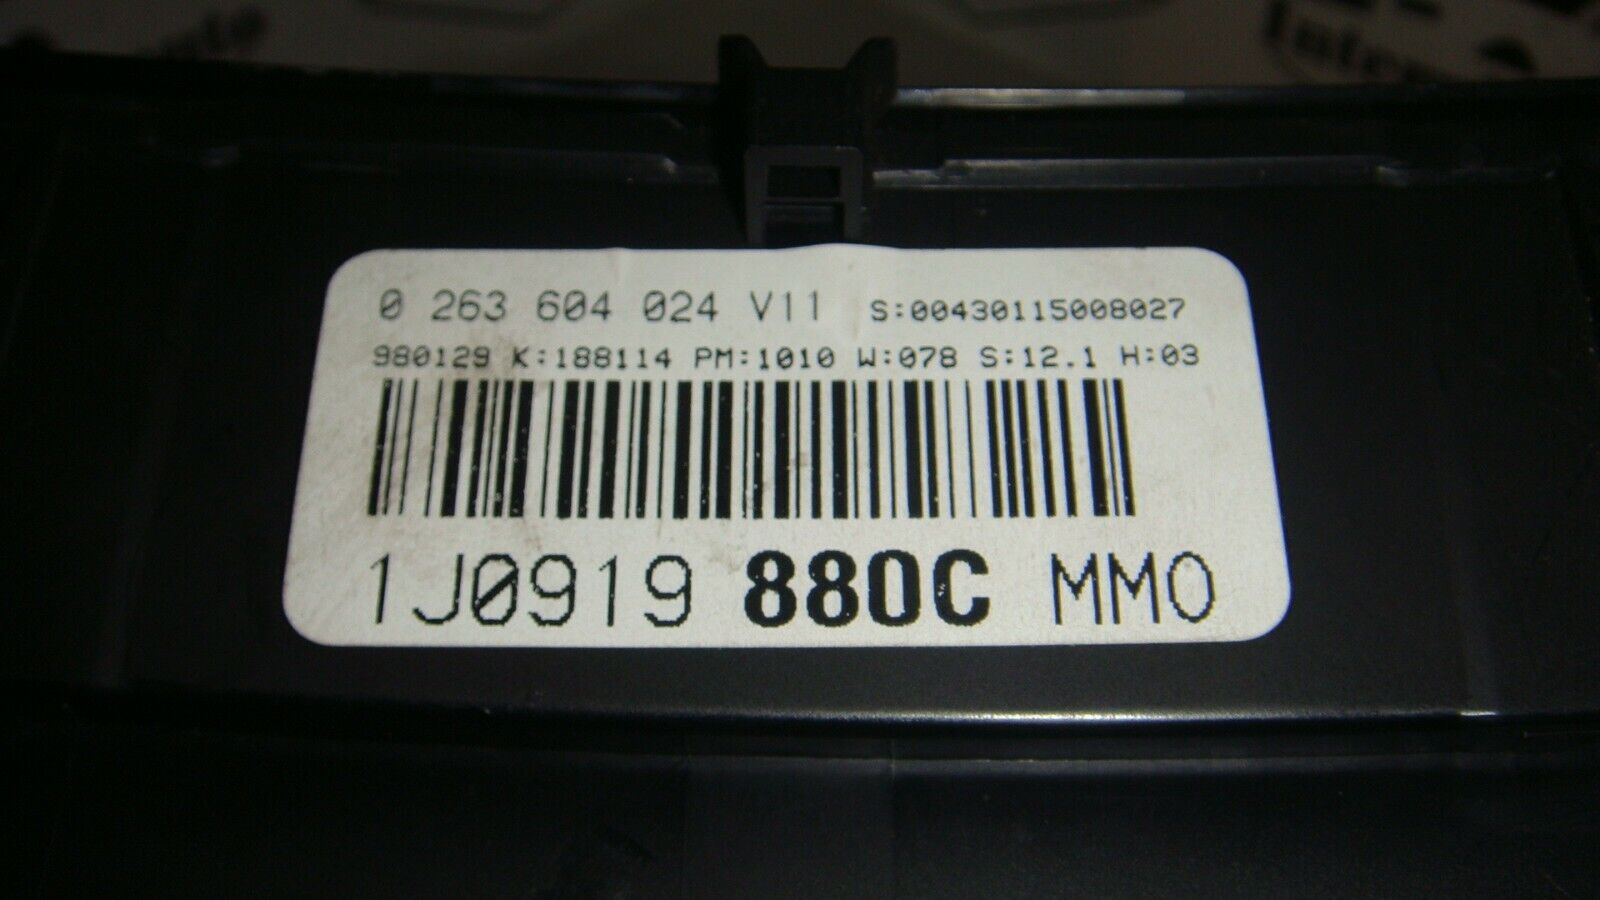 0 263 604 024 V11 S:00430115008027
980129 K:188114 PM:1010 W:078 S:12.1 H:03
1J0919 880C MM0